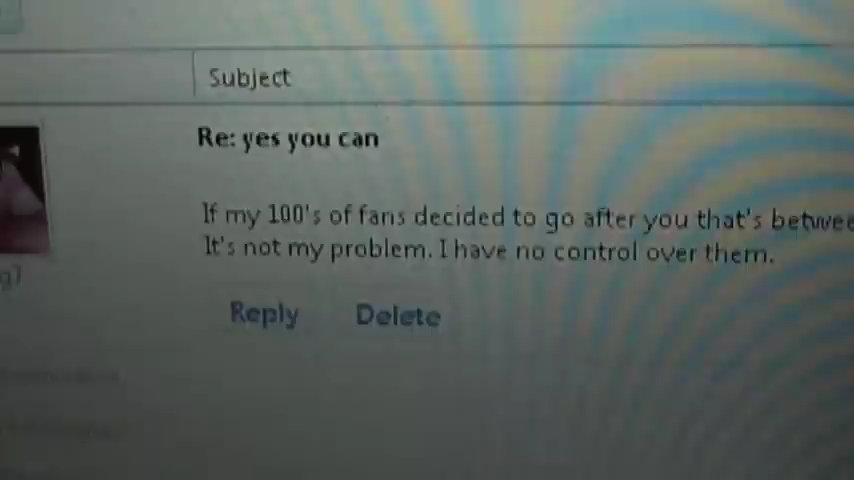 Subject
Re: yes you can
If my 100's of fans decided to go after you that's betwee
It's not my problem. I have no control over them.
g7
Reply Delete